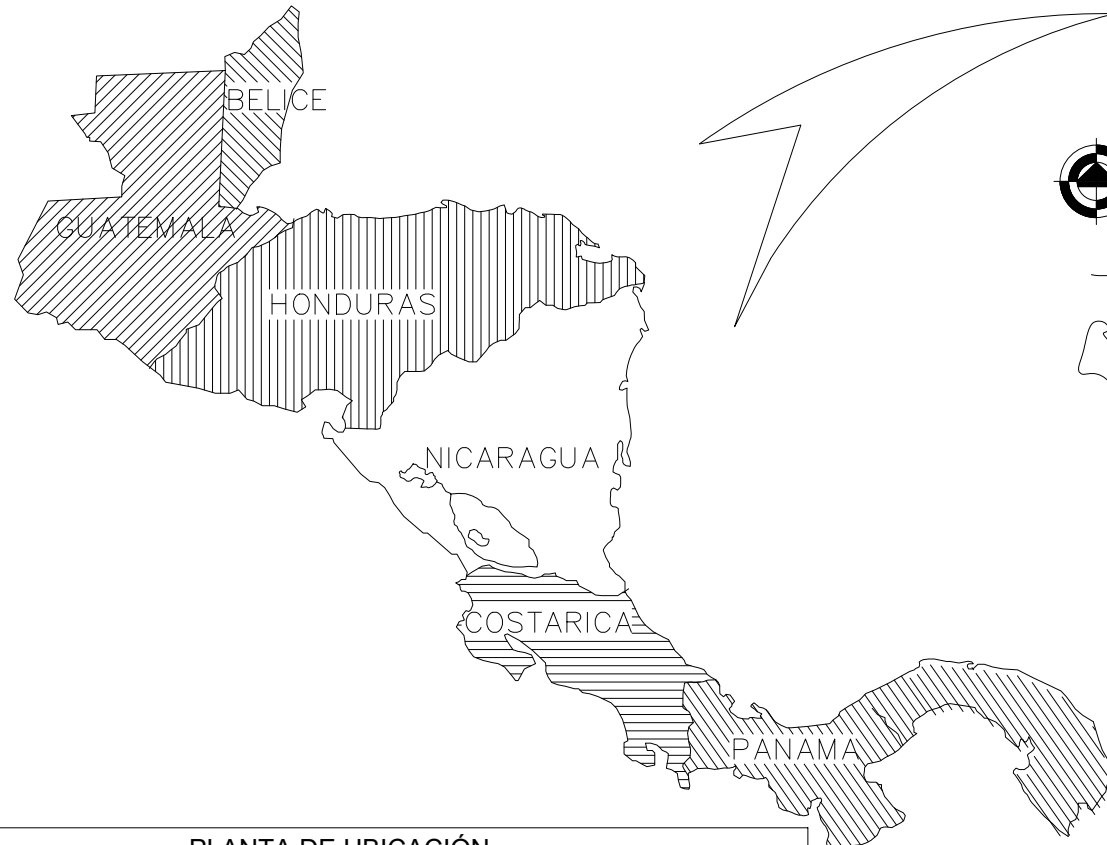 BELICE
GUATEMALA
HONDURAS
NICARAGUA
COSTARICA
PANAMA
PLANTA DE UBICACIÓN